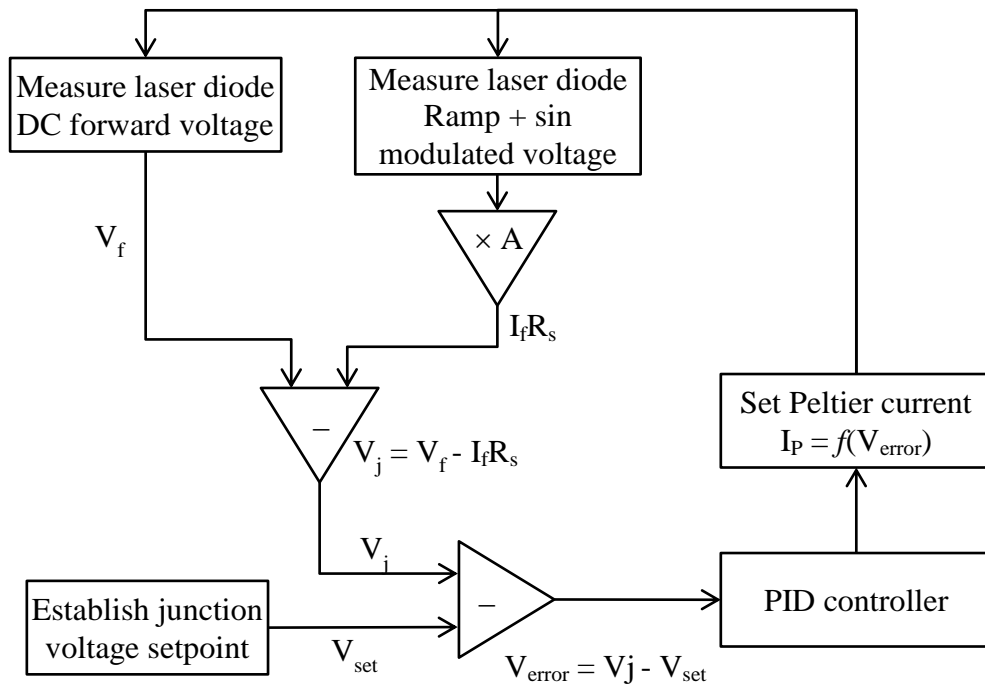 Measure laser diode
DC forward voltage
Measure laser diode
Ramp + sin
modulated voltage
× A
V_f
I_fR_s
−
V_j = V_f - I_fR_s
Set Peltier current
I_P = f(V_error)
V_j
Establish junction
voltage setpoint
V_set
−
V_error = Vj - V_set
PID controller